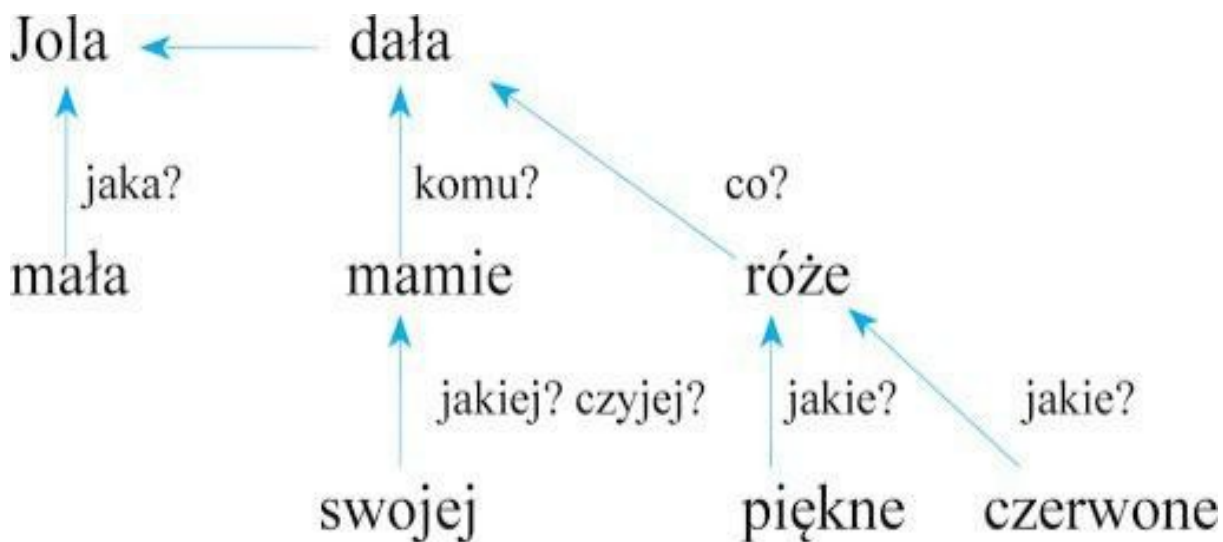 Jola dała
jaka? komu? co?
mała mamie róże
jakiej? czyjej? jakie? jakie?
swojej piękne czerwone